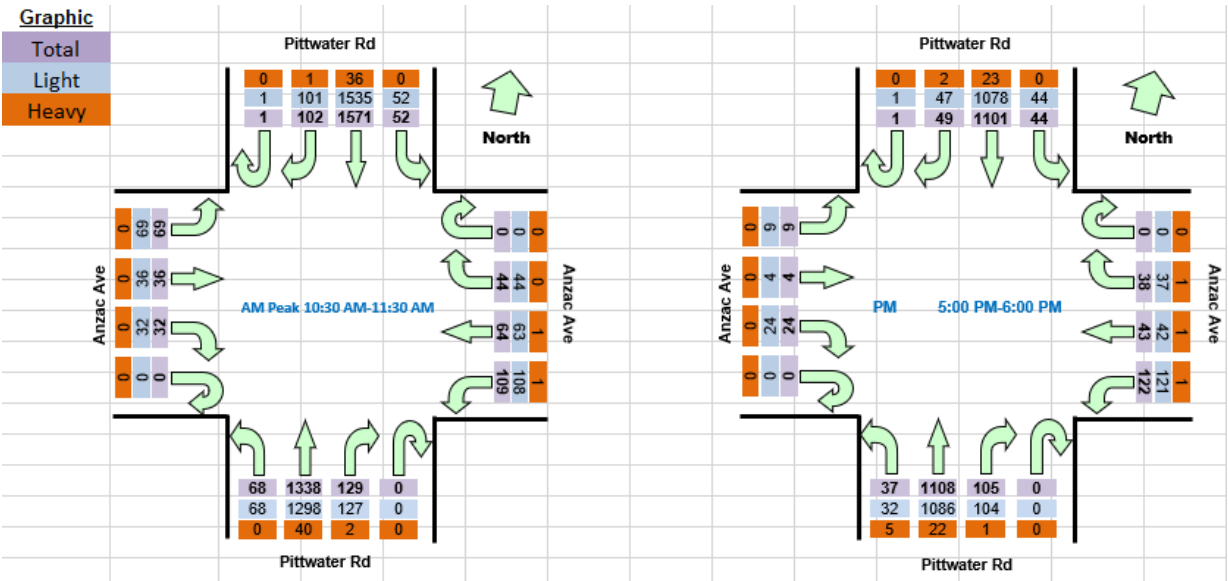 Graphic
Total
Light
Heavy
Pittwater Rd
0 1 36 0
1 101 1535 52
1 102 1571 52
North
0 69 69
0 36 36
0 32 32
0 0 0
Anzac Ave
AM Peak 10:30 AM-11:30 AM
0 0 0
44 44 0
64 63 1
109 108 1
Anzac Ave
68 1338 129 0
68 1298 127 0
0 40 2 0
Pittwater Rd
Pittwater Rd
0 2 23 0
1 47 1078 44
1 49 1101 44
North
0 9 9
0 4 4
0 24 24
0 0 0
Anzac Ave
PM 5:00 PM-6:00 PM
0 0 0
38 37 1
43 42 1
122 121 1
Anzac Ave
37 1108 105 0
32 1086 104 0
5 22 1 0
Pittwater Rd